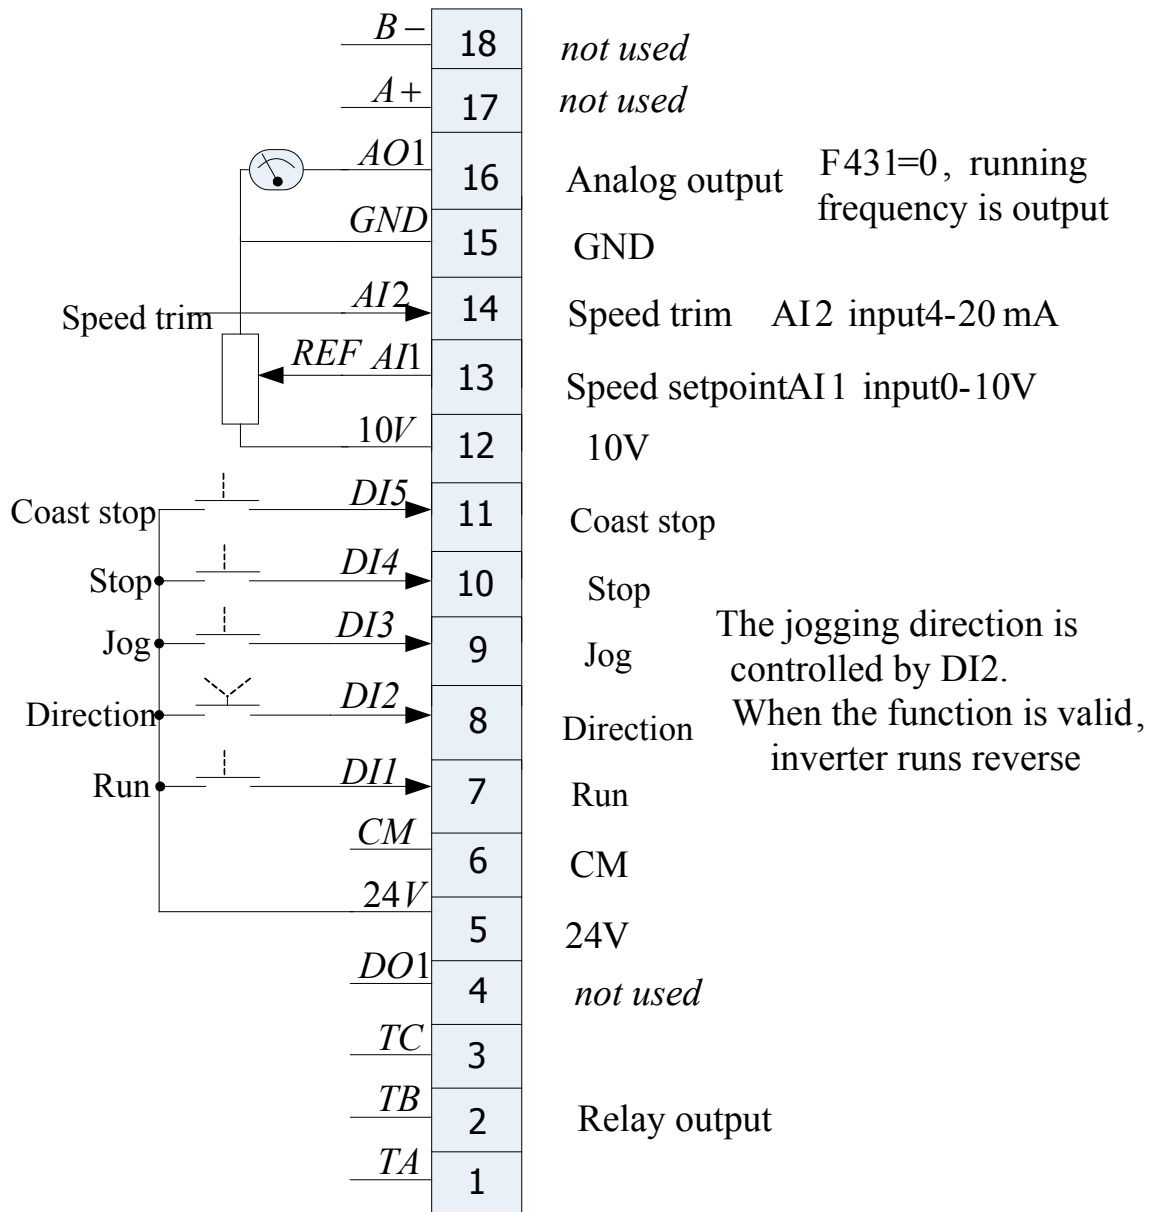 B− 18 not used
A+ 17 not used
AO1 16 Analog output F431=0, running
frequency is output
GND 15 GND
Speed trim AI2 14 Speed trim AI2 input4-20 mA
REF AI1 13 Speed setpointAI1 input0-10V
10V 12 10V
Coast stop DI5 11 Coast stop
Stop DI4 10 Stop
Jog DI3 9 Jog The jogging direction is
controlled by DI2.
Direction DI2 8 Direction When the function is valid,
inverter runs reverse
Run DI1 7 Run
CM 6 CM
24V 5 24V
DO1 4 not used
TC 3
TB 2 Relay output
TA 1